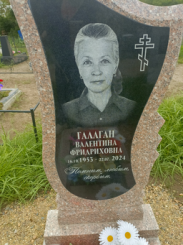 ГАЛАГАН
ВАЛЕНТИНА
ФРИДРИХОВНА
1953 2024
Помним, любим,
скорбим.